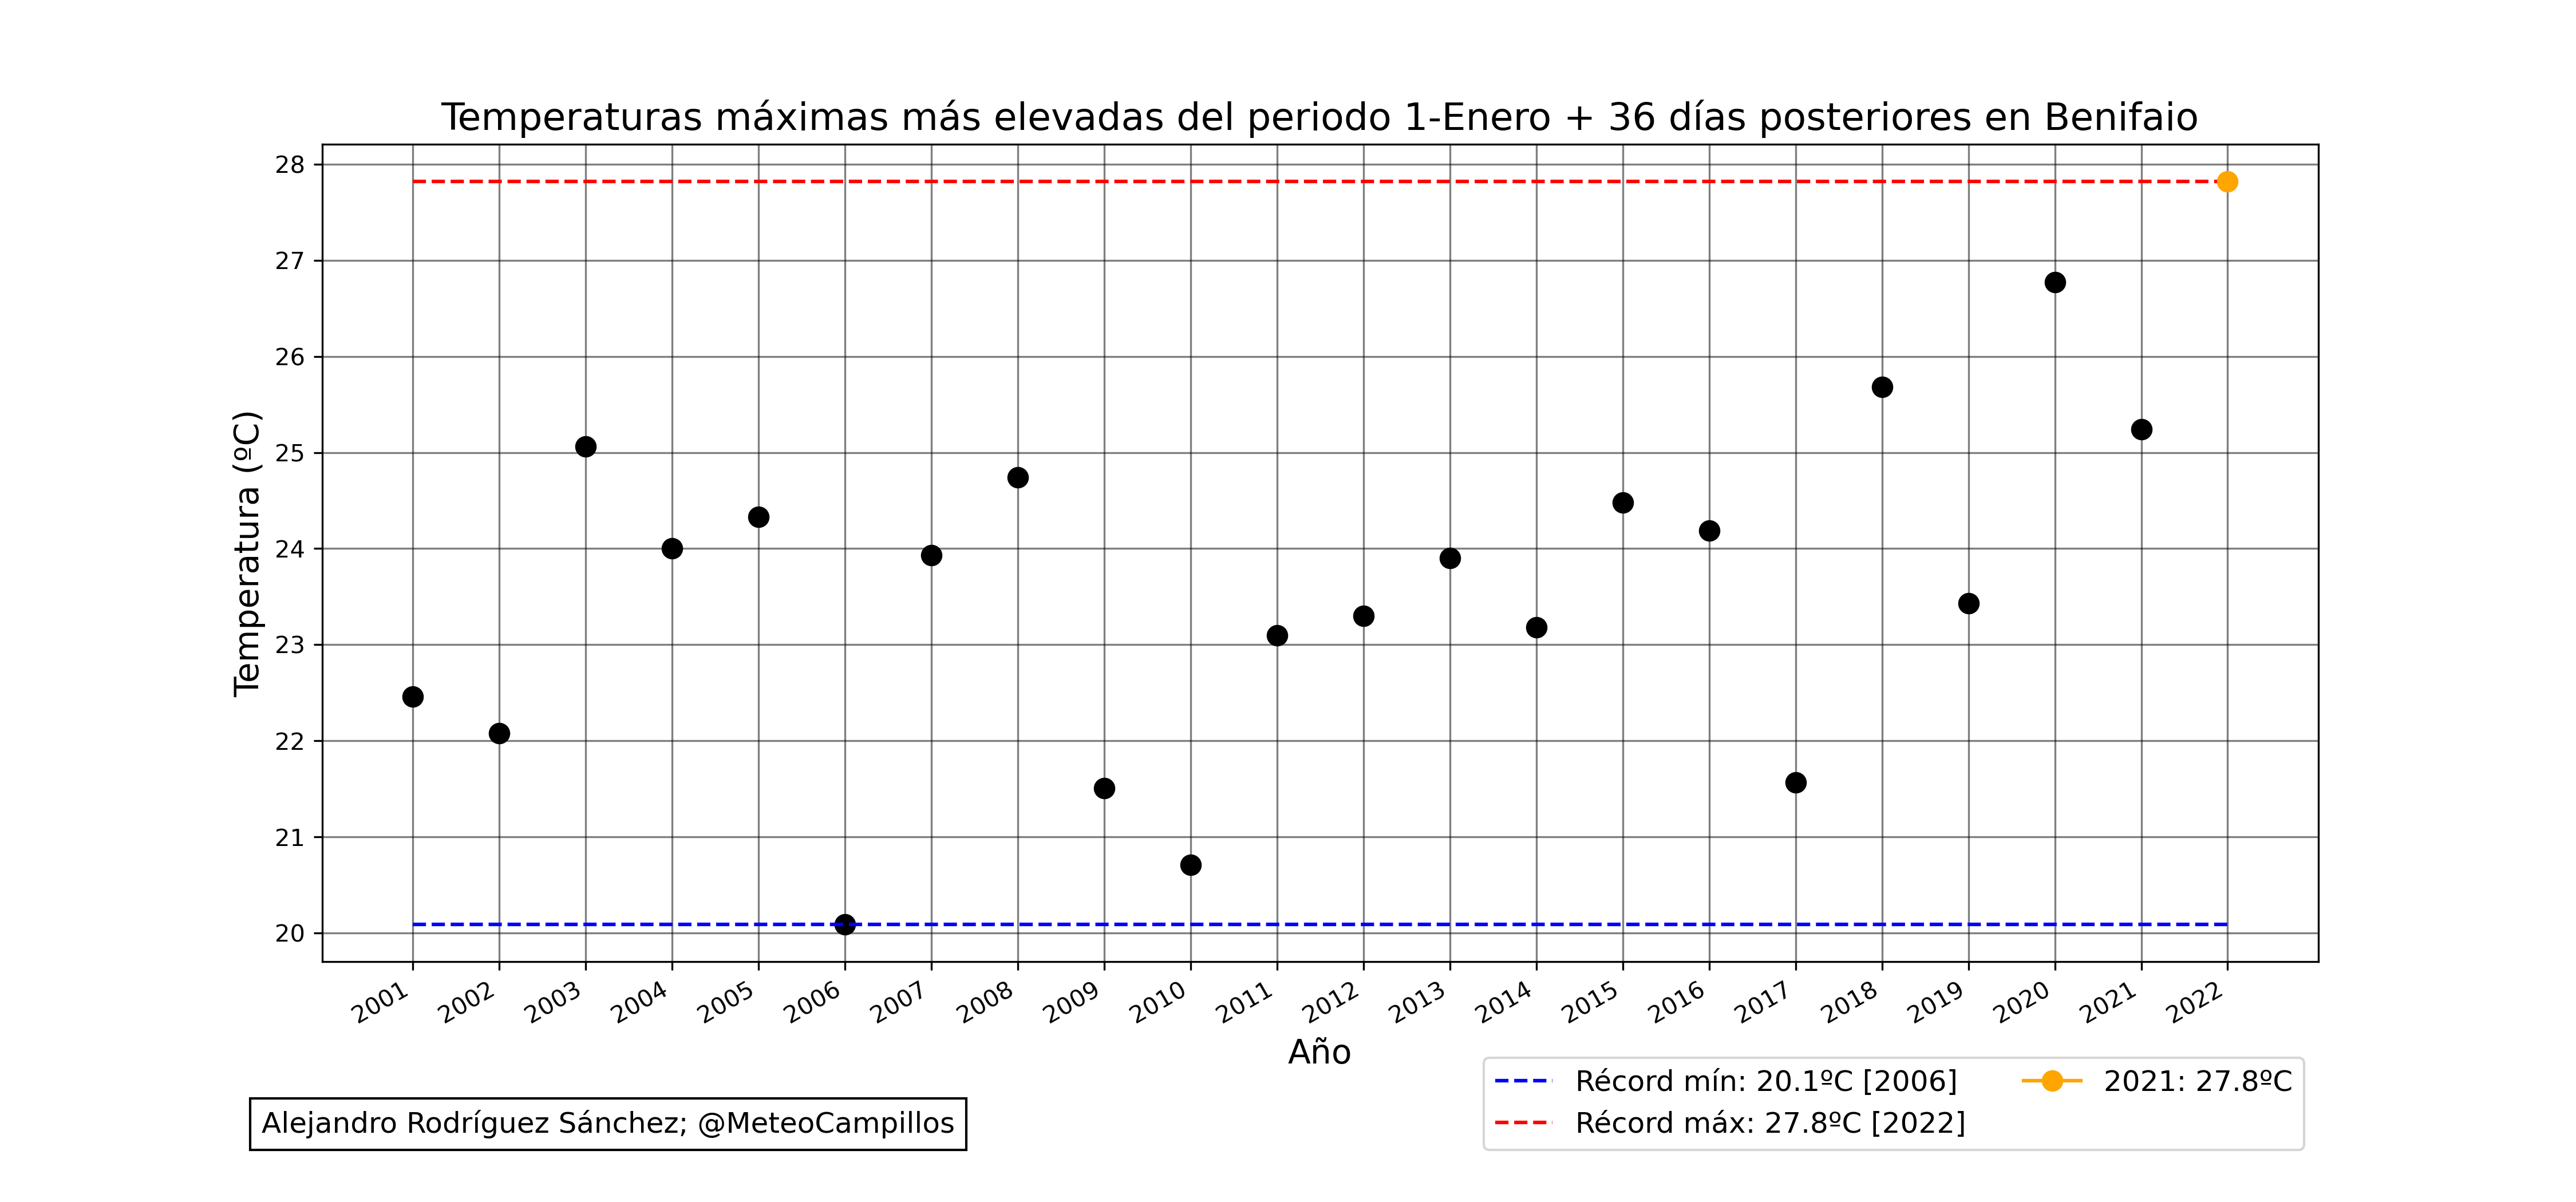 Temperaturas máximas más elevadas del periodo 1-Enero + 36 días posteriores en Benifaio
Temperatura (ºC)
28
27
26
25
24
23
22
21
20
2001 2002 2003 2004 2005 2006 2007 2008 2009 2010 2011 2012 2013 2014 2015 2016 2017 2018 2019 2020 2021 2022
Año
Récord mín: 20.1ºC [2006]
Récord máx: 27.8ºC [2022]
2021: 27.8ºC
Alejandro Rodríguez Sánchez; @MeteoCampillos